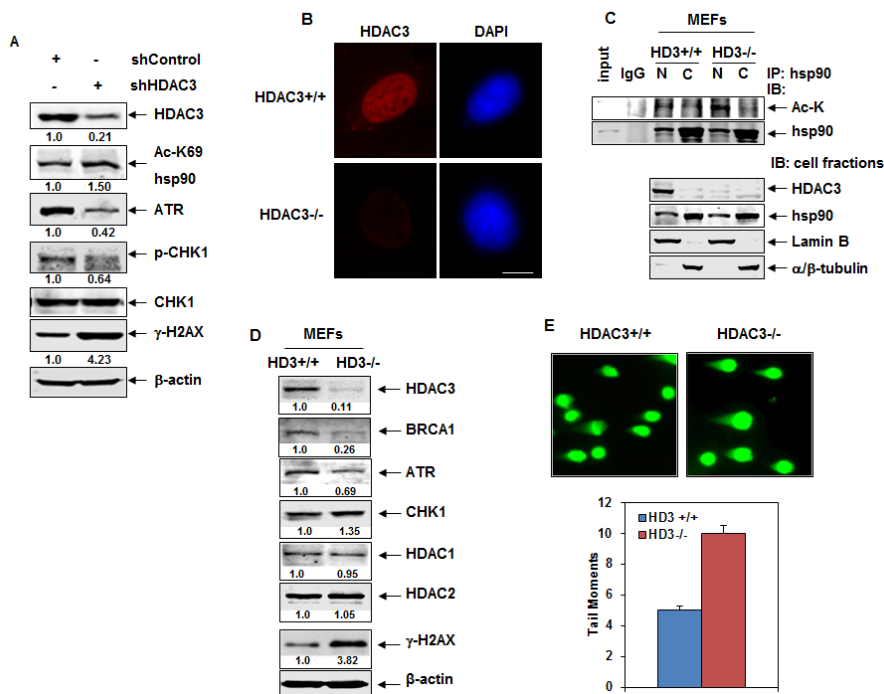 A
+ -
shControl
- +
shHDAC3
HDAC3
1.0 0.21
Ac-K69
hsp90
1.0 1.50
ATR
1.0 0.42
p-CHK1
1.0 0.64
CHK1
γ-H2AX
1.0 4.23
β-actin
B
HDAC3 DAPI
HDAC3+/+
HDAC3-/-
C
MEFs
HD3+/+ HD3-/-
input IgG N C N C IP: hsp90
IB:
Ac-K
hsp90
IB: cell fractions
HDAC3
hsp90
Lamin B
α/β-tubulin
D
MEFs
HD3+/+ HD3-/-
HDAC3
1.0 0.11
BRCA1
1.0 0.26
ATR
1.0 0.69
CHK1
1.0 1.35
HDAC1
1.0 0.95
HDAC2
1.0 1.05
γ-H2AX
1.0 3.82
β-actin
E
HDAC3+/+ HDAC3-/-
Tail Moments
12
10
8
6
4
2
0
HD3 +/+
HD3-/-